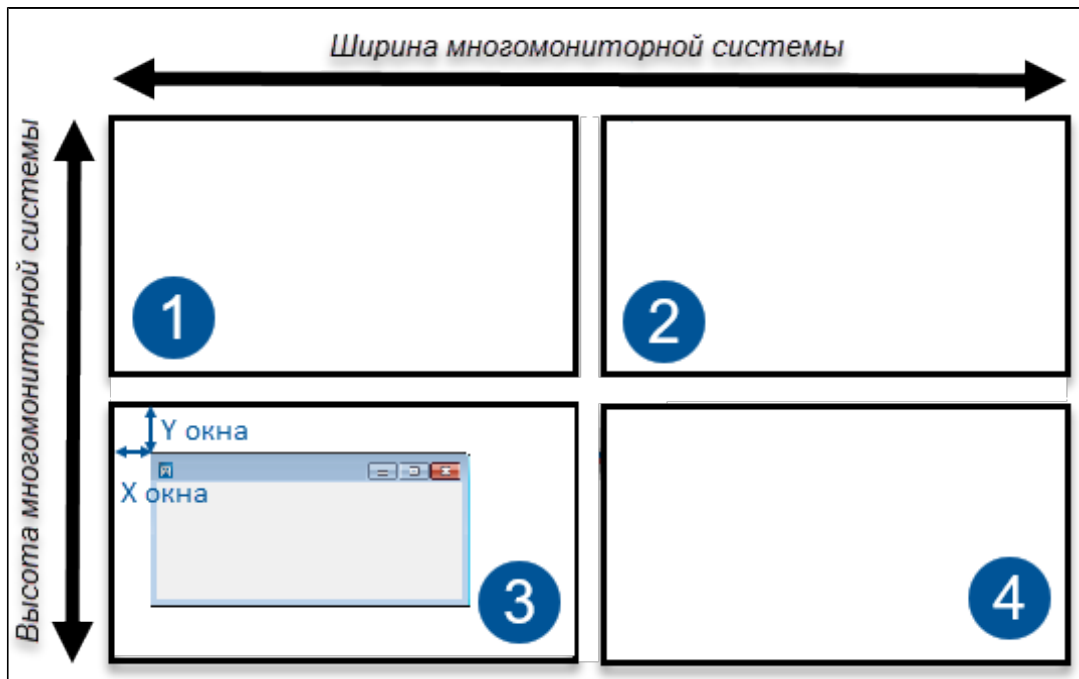 Ширина многомониторной системы
Высота многомониторной системы
1
2
Y окна
X окна
3
4